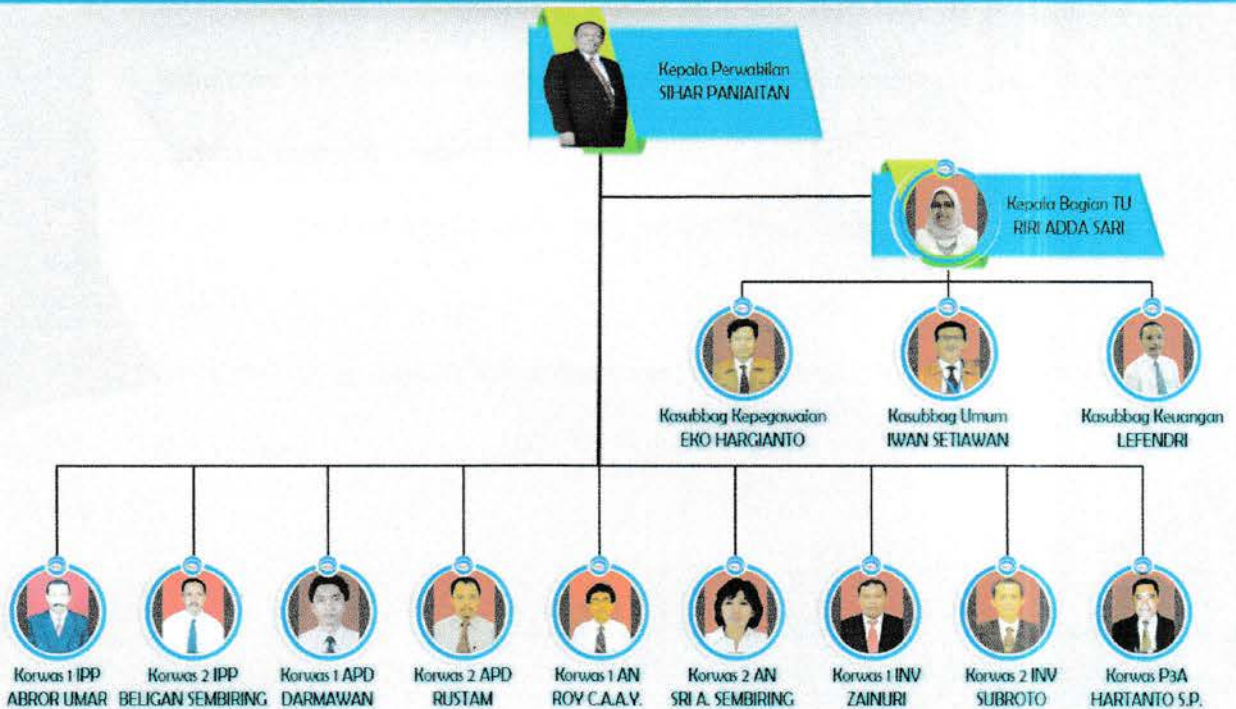 Kepala Perwakilan
SIHAR PANJAITAN
Kepala Bagian TU
RIRI ADDA SARI
Kasubbag Kepegawaian
EKO HARGIANTO
Kasubbag Umum
IWAN SETIAWAN
Kasubbag Keuangan
LEFENDRI
Korwas 1 IPP
ABROR UMAR
Korwas 2 IPP
BELIGAN SEMBIRING
Korwas 1 APD
DARMAWAN
Korwas 2 APD
RUSTAM
Korwas 1 AN
ROY C.A.A.Y.
Korwas 2 AN
SRI A. SEMBIRING
Korwas 1 INV
ZAINURI
Korwas 2 INV
SUBROTO
Korwas P3A
HARTANTO S.P.